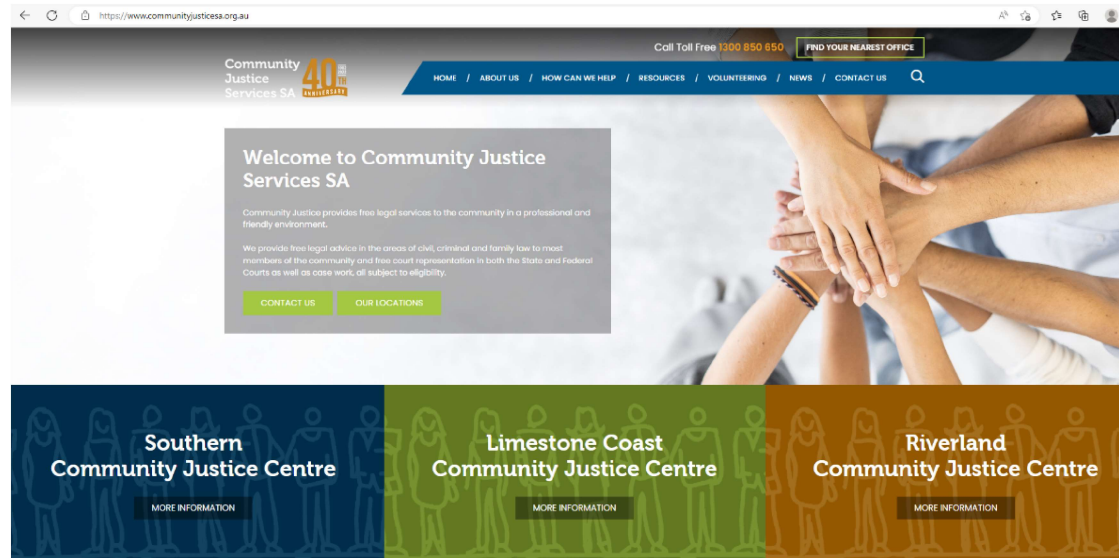 https://www.communityjusticesa.org.au
Call Toll Free 1300 850 650
FIND YOUR NEAREST OFFICE
Community
Justice
Services SA
40TH
ANNIVERSARY
HOME / ABOUT US / HOW CAN WE HELP / RESOURCES / VOLUNTEERING / NEWS / CONTACT US
Welcome to Community Justice
Services SA
Community Justice provides free legal services to the community in a professional and
friendly environment.
We provide free legal advice in the areas of civil, criminal and family law to most
members of the community and free court representation in both the State and Federal
Courts as well as case work, all subject to eligibility.
CONTACT US
OUR LOCATIONS
Southern
Community Justice Centre
MORE INFORMATION
Limestone Coast
Community Justice Centre
MORE INFORMATION
Riverland
Community Justice Centre
MORE INFORMATION